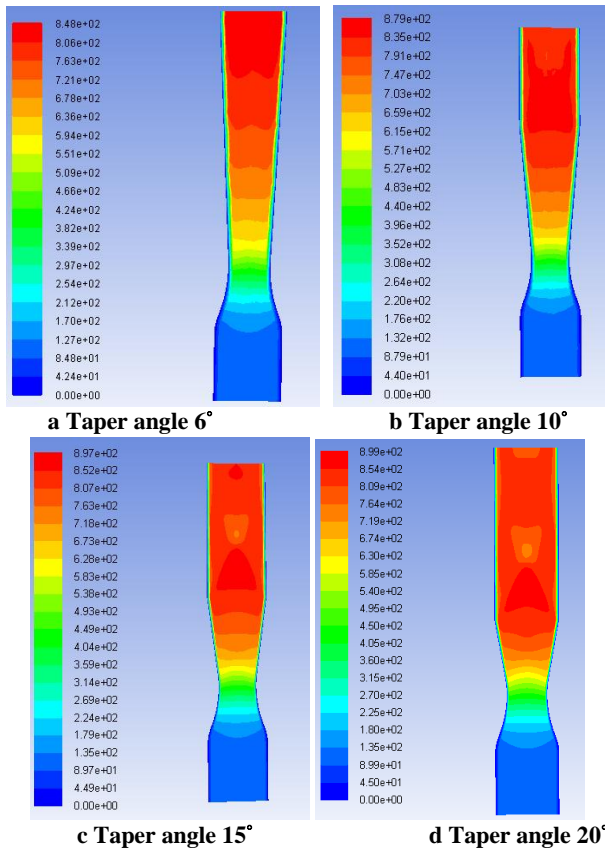 8.48e+02
8.06e+02
7.63e+02
7.21e+02
6.78e+02
6.36e+02
5.94e+02
5.51e+02
5.09e+02
4.66e+02
4.24e+02
3.82e+02
3.39e+02
2.97e+02
2.54e+02
2.12e+02
1.70e+02
1.27e+02
8.48e+01
4.24e+01
0.00e+00
a Taper angle 6°
8.79e+02
8.35e+02
7.91e+02
7.47e+02
7.03e+02
6.59e+02
6.15e+02
5.71e+02
5.27e+02
4.83e+02
4.40e+02
3.96e+02
3.52e+02
3.08e+02
2.64e+02
2.20e+02
1.76e+02
1.32e+02
8.79e+01
4.40e+01
0.00e+00
b Taper angle 10°
8.97e+02
8.52e+02
8.07e+02
7.63e+02
7.18e+02
6.73e+02
6.28e+02
5.83e+02
5.38e+02
4.93e+02
4.49e+02
4.04e+02
3.59e+02
3.14e+02
2.69e+02
2.24e+02
1.79e+02
1.35e+02
8.97e+01
4.49e+01
0.00e+00
c Taper angle 15°
8.99e+02
8.54e+02
8.09e+02
7.64e+02
7.19e+02
6.74e+02
6.30e+02
5.85e+02
5.40e+02
4.95e+02
4.50e+02
4.05e+02
3.60e+02
3.15e+02
2.70e+02
2.25e+02
1.80e+02
1.35e+02
8.99e+01
4.50e+01
0.00e+00
d Taper angle 20°